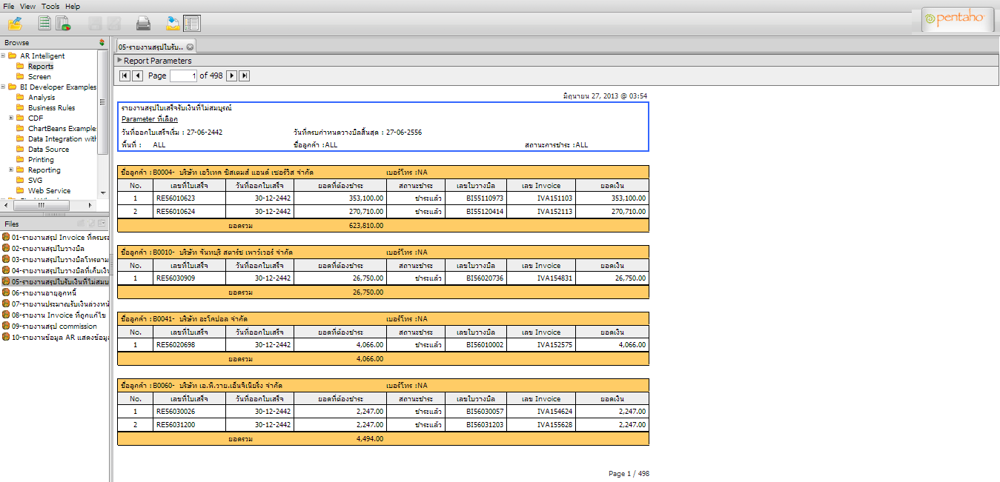 File View Tools Help
pentaho
Browse
AR Intelligent
Reports
Screen
BI Developer Examples
Analysis
Business Rules
CDF
ChartBeans Example
Data Integration with
Data Source
Printing
Reporting
SVG
Web Service
Files
01-รายงานสรุป Invoice ที่ครบร
02-รายงานสรุปใบวางบิล
03-รายงานสรุปใบวางบิลโทรตาม
04-รายงานสรุปใบวางบิลที่เก็บเงิ
05-รายงานสรุปใบรับเงินที่ไม่สมบ
06-รายงานอายุลูกหนี้
07-รายงานประมาณรับเงินล่วงหน้
08-รายงาน Invoice ที่ถูกแก้ไข
09-รายงานสรุป commission
10-รายงานข้อมูล AR แสดงข้อมู
05-รายงานสรุปใบรับ..
Report Parameters
Page 1 of 498
มิถุนายน 27, 2013 @ 03:54
รายงานสรุปใบเสร็จรับเงินที่ไม่สมบูรณ์
Parameter ที่เลือก
วันที่ออกใบเสร็จเริ่ม : 27-06-2442 วันที่ครบกำหนดวางบิลสิ้นสุด : 27-06-2556
พื้นที่ : ALL ชื่อลูกค้า :ALL สถานะการชำระ :ALL
ชื่อลูกค้า :B0004- บริษัท เอวิเทค ซิสเตมส์ แอนด์ เซอร์วิส จำกัด เบอร์โทร :NA
No. เลขที่ใบเสร็จ วันที่ออกใบเสร็จ ยอดที่ต้องชำระ สถานะชำระ เลขใบวางบิล เลข Invoice ยอดเงิน
1 RE56010623 30-12-2442 353,100.00 ชำระแล้ว BI55110973 IVA151103 353,100.00
2 RE56010624 30-12-2442 270,710.00 ชำระแล้ว BI55120414 IVA152113 270,710.00
ยอดรวม 623,810.00
ชื่อลูกค้า :B0010- บริษัท จันทบุรี สตาร์ช เพาว์เวอร์ จำกัด เบอร์โทร :NA
No. เลขที่ใบเสร็จ วันที่ออกใบเสร็จ ยอดที่ต้องชำระ สถานะชำระ เลขใบวางบิล เลข Invoice ยอดเงิน
1 RE56030909 30-12-2442 26,750.00 ชำระแล้ว BI56020736 IVA154831 26,750.00
ยอดรวม 26,750.00
ชื่อลูกค้า :B0041- บริษัท อะโคปอล จำกัด เบอร์โทร :NA
No. เลขที่ใบเสร็จ วันที่ออกใบเสร็จ ยอดที่ต้องชำระ สถานะชำระ เลขใบวางบิล เลข Invoice ยอดเงิน
1 RE56020698 30-12-2442 4,066.00 ชำระแล้ว BI56010002 IVA152575 4,066.00
ยอดรวม 4,066.00
ชื่อลูกค้า :B0060- บริษัท เอ.พี.วาย.เอ็นจิเนียริ่ง จำกัด เบอร์โทร :NA
No. เลขที่ใบเสร็จ วันที่ออกใบเสร็จ ยอดที่ต้องชำระ สถานะชำระ เลขใบวางบิล เลข Invoice ยอดเงิน
1 RE56030026 30-12-2442 2,247.00 ชำระแล้ว BI56030057 IVA154624 2,247.00
2 RE56031200 30-12-2442 2,247.00 ชำระแล้ว BI56031203 IVA155628 2,247.00
ยอดรวม 4,494.00
Page 1 / 498